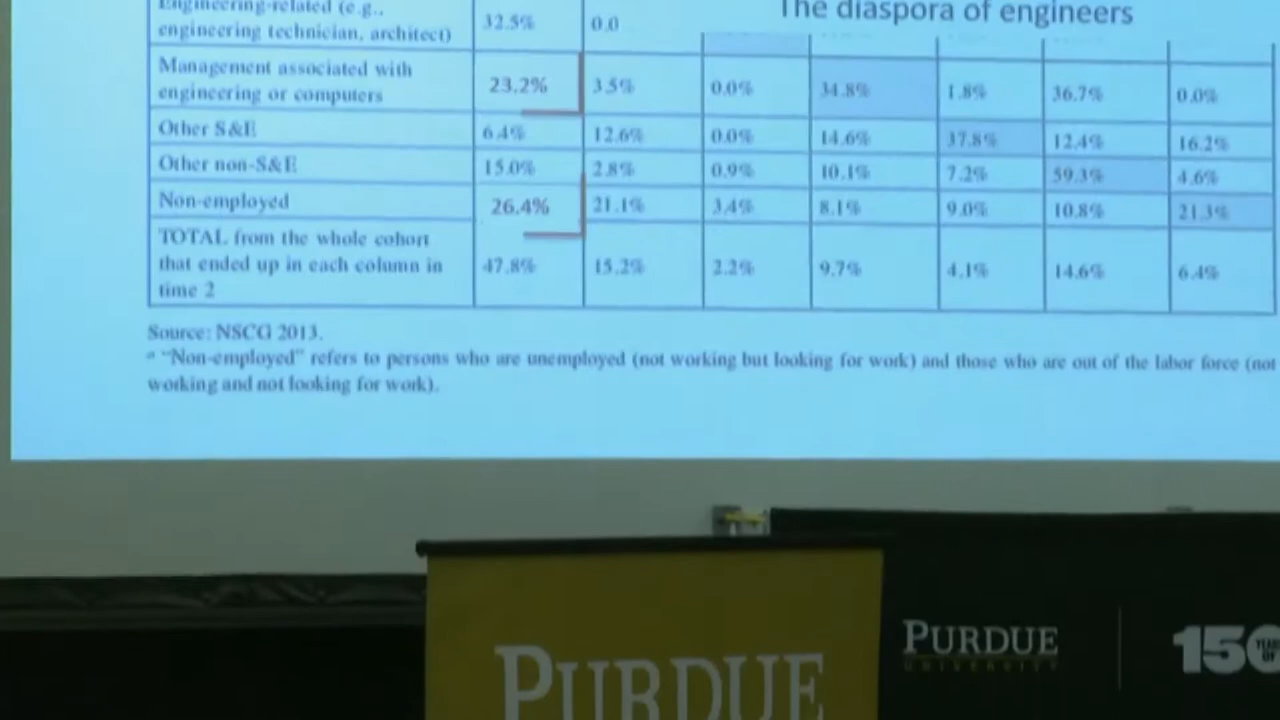 The diaspora of engineers
Engineering-related (e.g.,
engineering technician, architect) 32.5% 0.0
Management associated with
engineering or computers 23.2% 3.5% 0.0% 34.8% 1.8% 36.7% 0.0%
Other S&E 6.4% 12.6% 0.0% 14.6% 37.8% 12.4% 16.2%
Other non-S&E 15.0% 2.8% 0.9% 10.1% 7.2% 59.3% 4.6%
Non-employed 26.4% 21.1% 3.4% 8.1% 9.0% 10.8% 21.3%
TOTAL from the whole cohort
that ended up in each column in
time 2 47.8% 15.2% 2.2% 9.7% 4.1% 14.6% 6.4%
Source: NSCG 2013.
a "Non-employed" refers to persons who are unemployed (not working but looking for work) and those who are out of the labor force (not
working and not looking for work).
PURDUE
UNIVERSITY
150
PURDUE